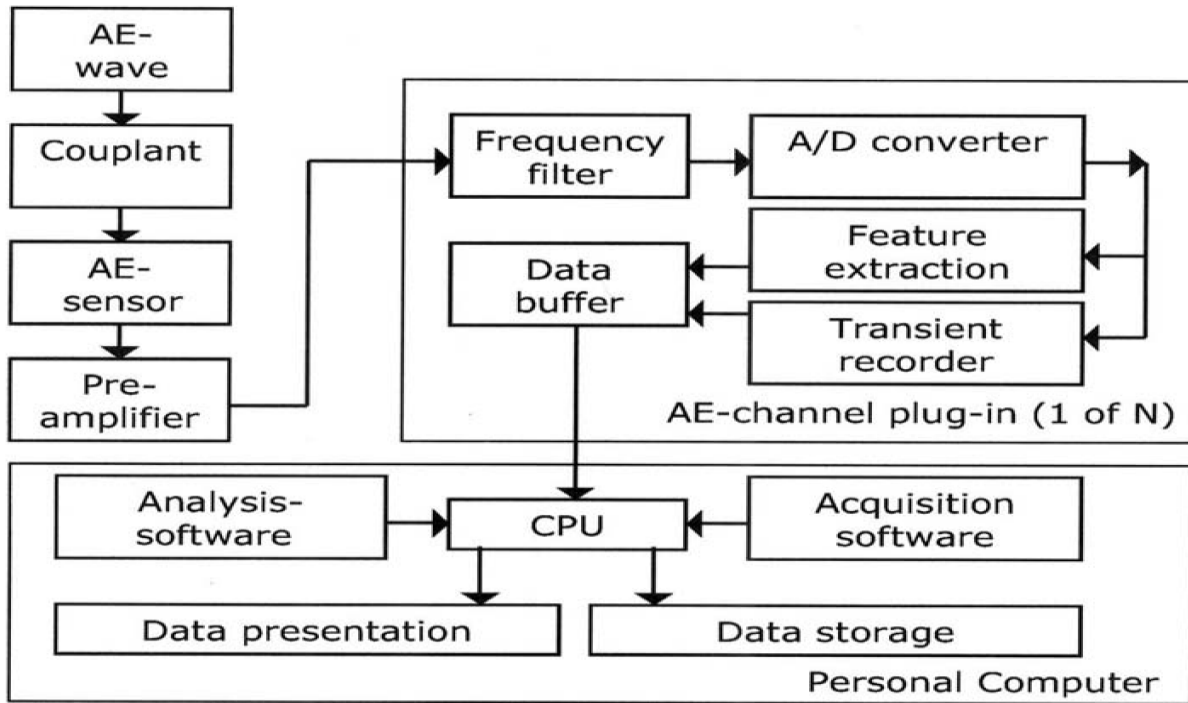 AE-
wave
Couplant
AE-
sensor
Pre-
amplifier
Frequency
filter
A/D converter
Feature
extraction
Data
buffer
Transient
recorder
AE-channel plug-in (1 of N)
Analysis-
software
CPU
Acquisition
software
Data presentation
Data storage
Personal Computer